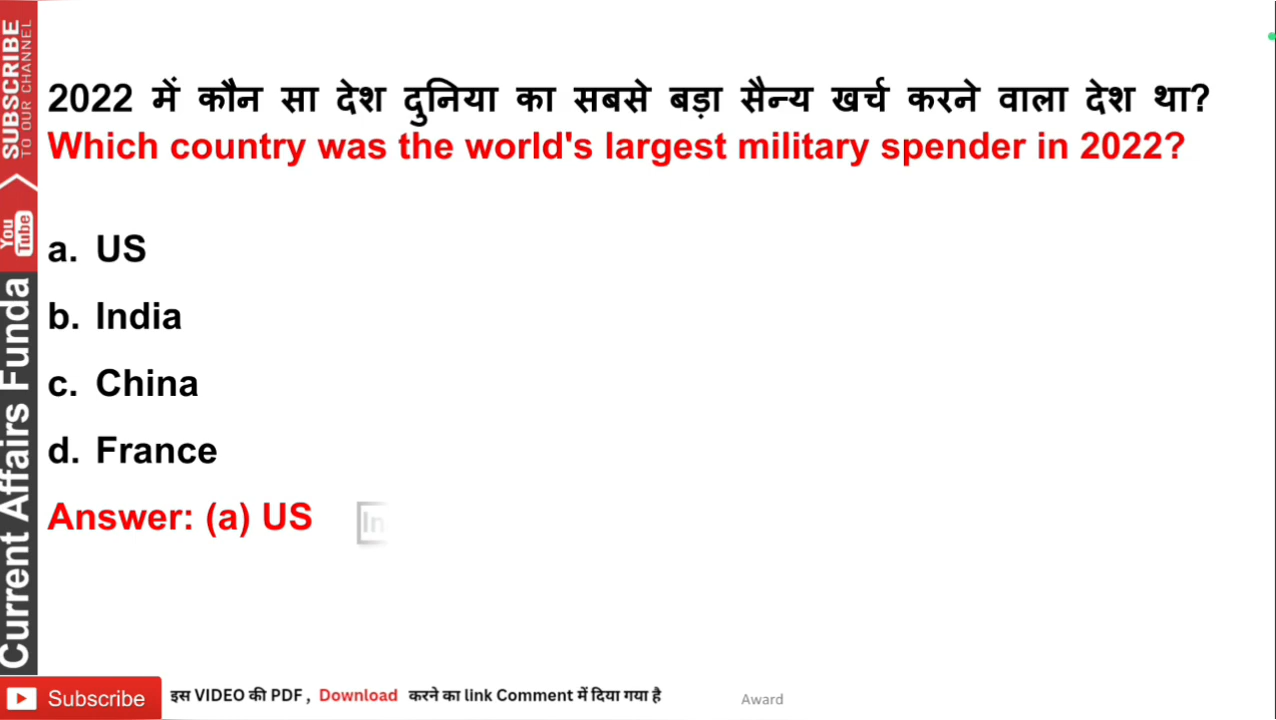 2022 में कौन सा देश दुनिया का सबसे बड़ा सैन्य खर्च करने वाला देश था?
Which country was the world's largest military spender in 2022?
a. US
b. India
c. China
d. France
Answer: (a) US
SUBSCRIBE
TO OUR CHANNEL
You
Tube
Current Affairs Funda
Subscribe
इस VIDEO की PDF , Download करने का link Comment में दिया गया है
Award